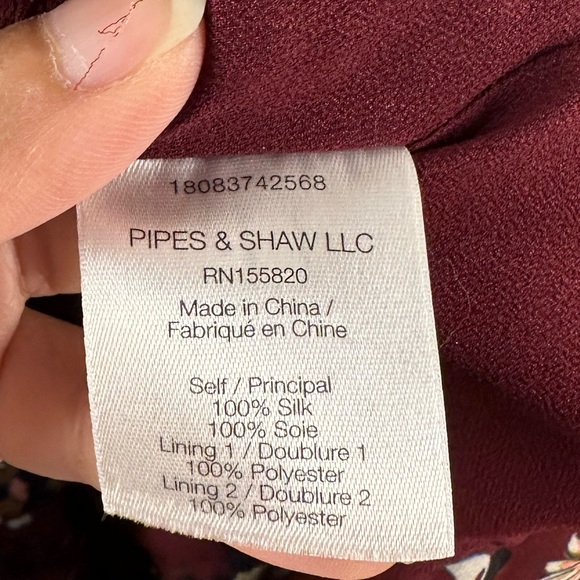 18083742568
PIPES & SHAW LLC
RN155820
Made in China /
Fabriqué en Chine
Self / Principal
100% Silk
100% Soie
Lining 1 / Doublure 1
100% Polyester
Lining 2 / Doublure 2
100% Polyester